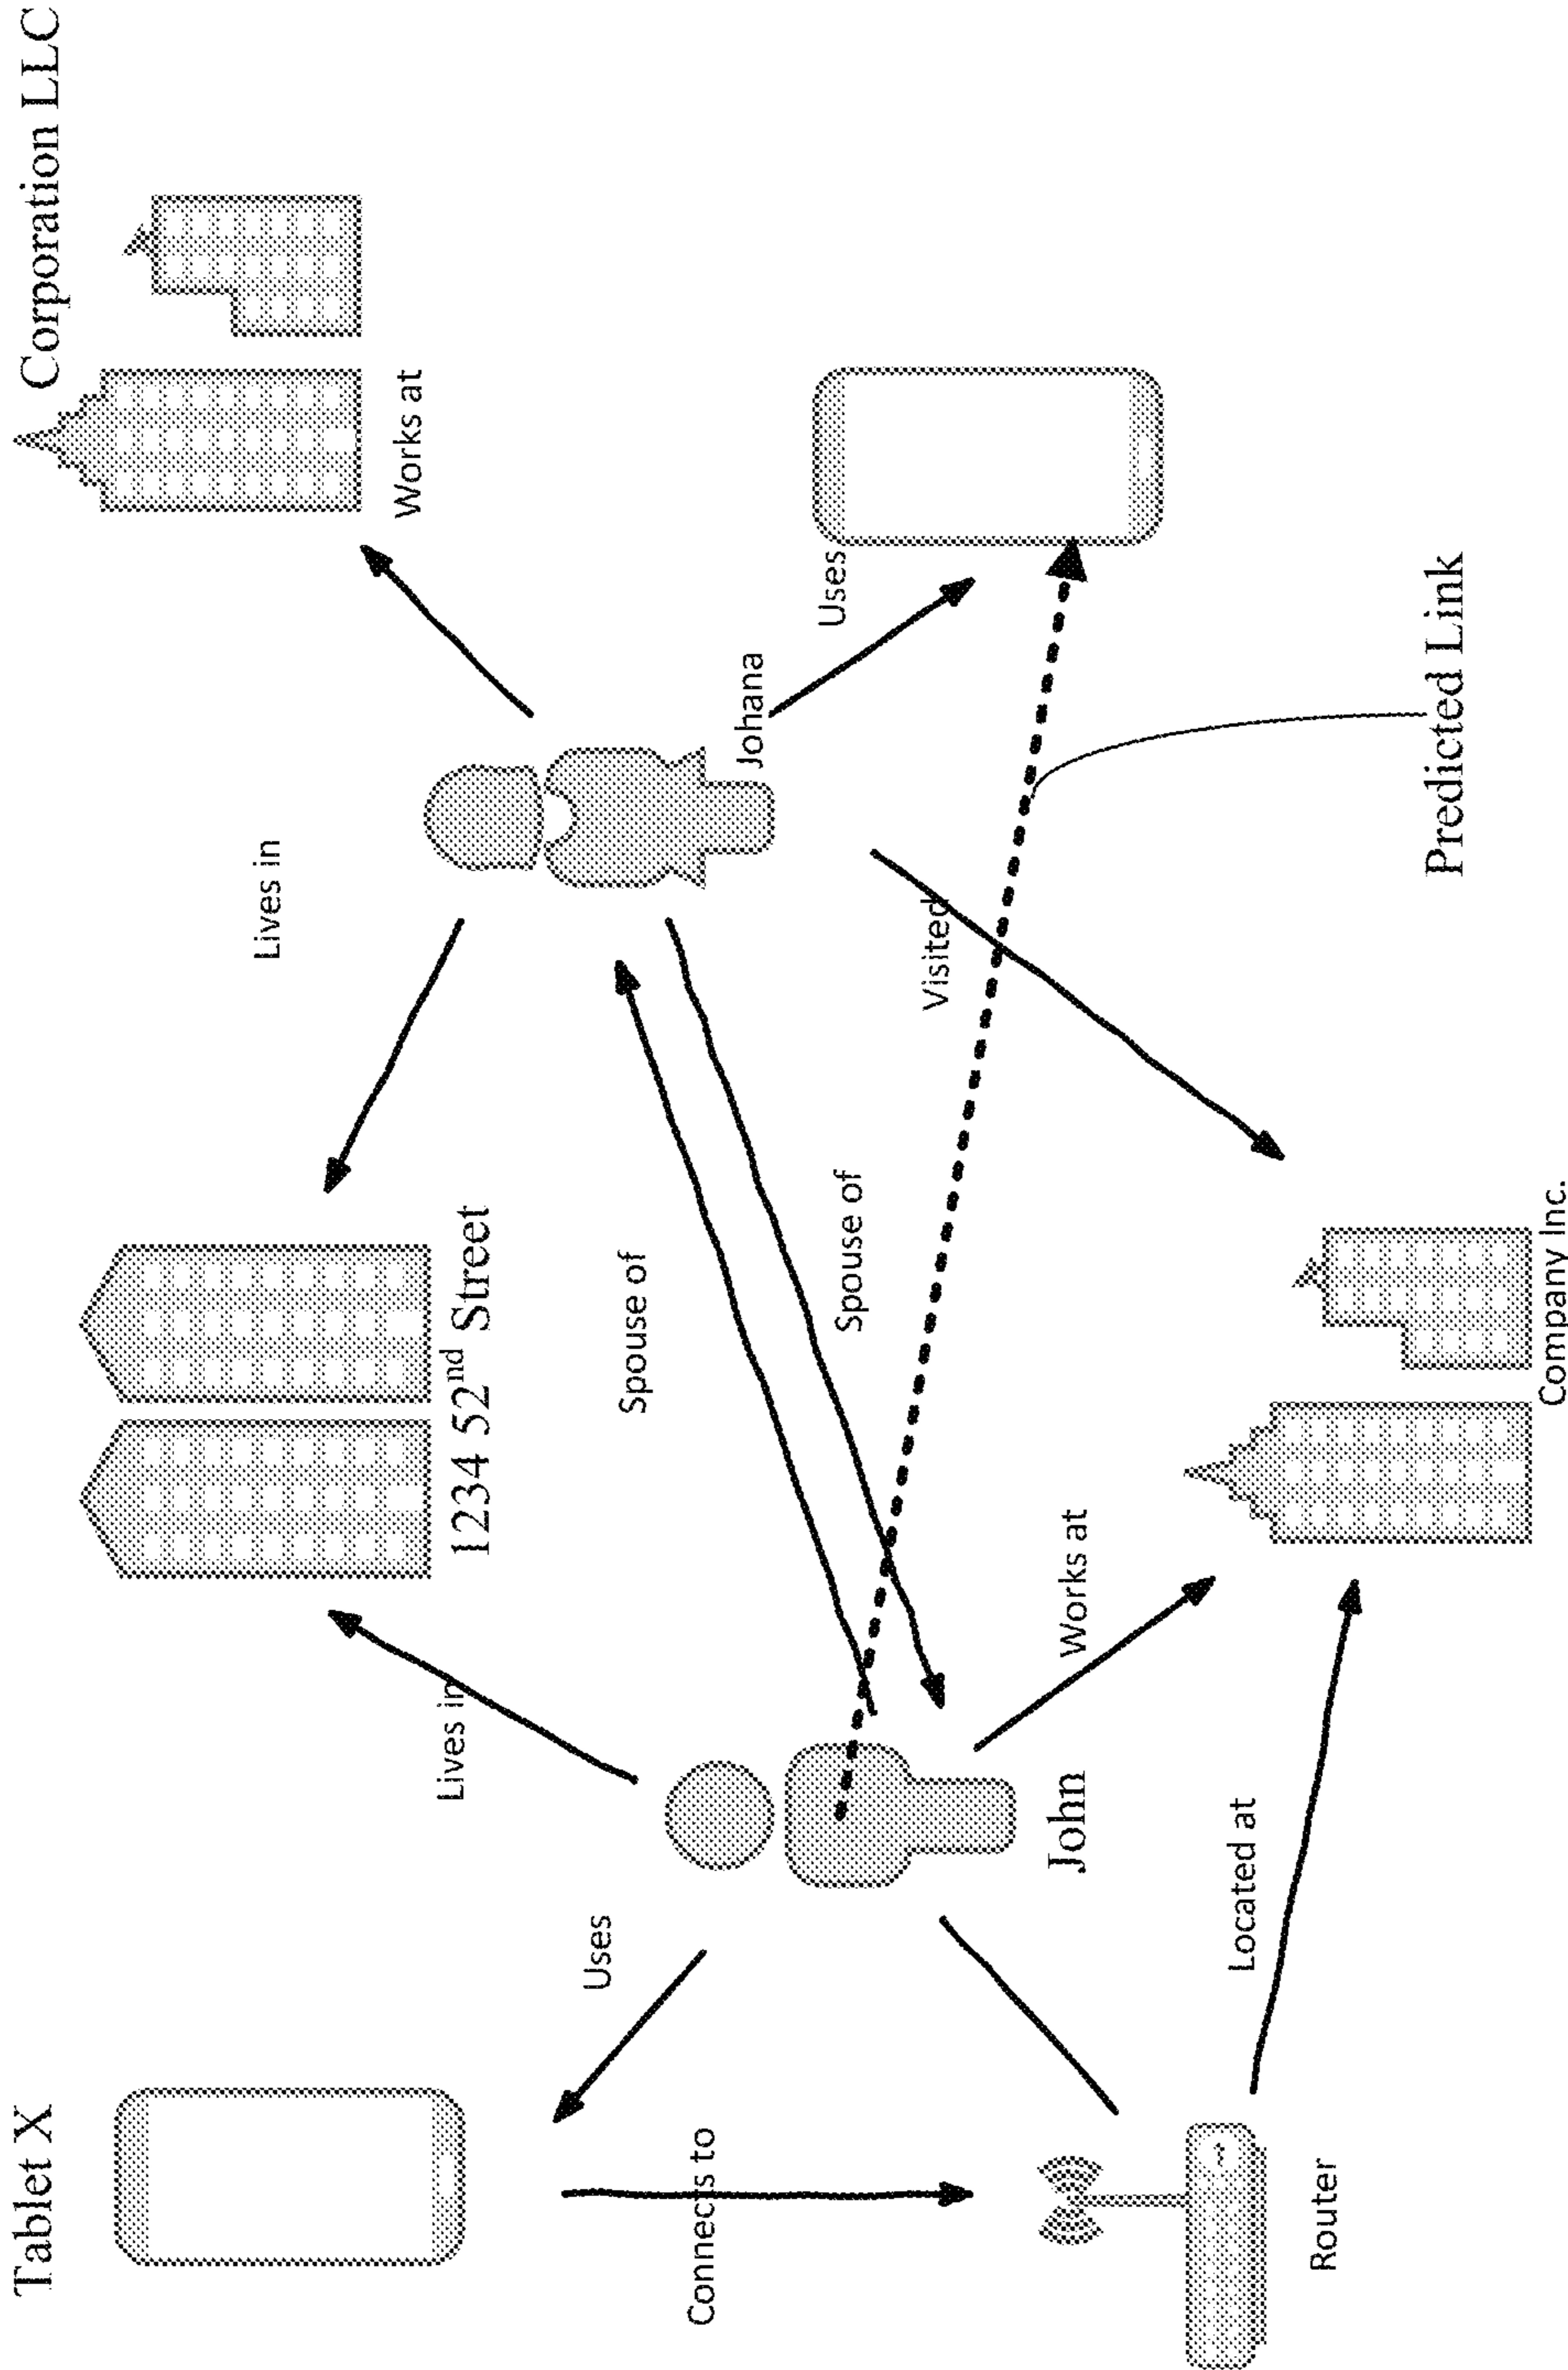 Tablet X
Corporation LLC
Lives in
Works at
1234 52nd Street
Lives in
Uses
Spouse of
Johana
Uses
Connects to
Spouse of
Visited
John
Works at
Located at
Router
Predicted Link
Company Inc.